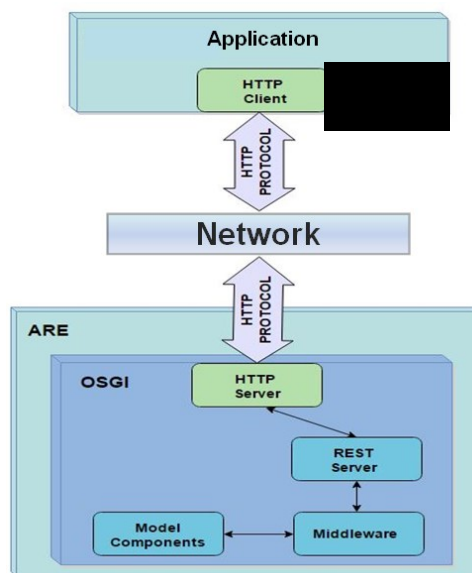 Application
HTTP
Client
HTTP
PROTOCOL
Network
HTTP
PROTOCOL
ARE
OSGI
HTTP
Server
REST
Server
Model
Components
Middleware